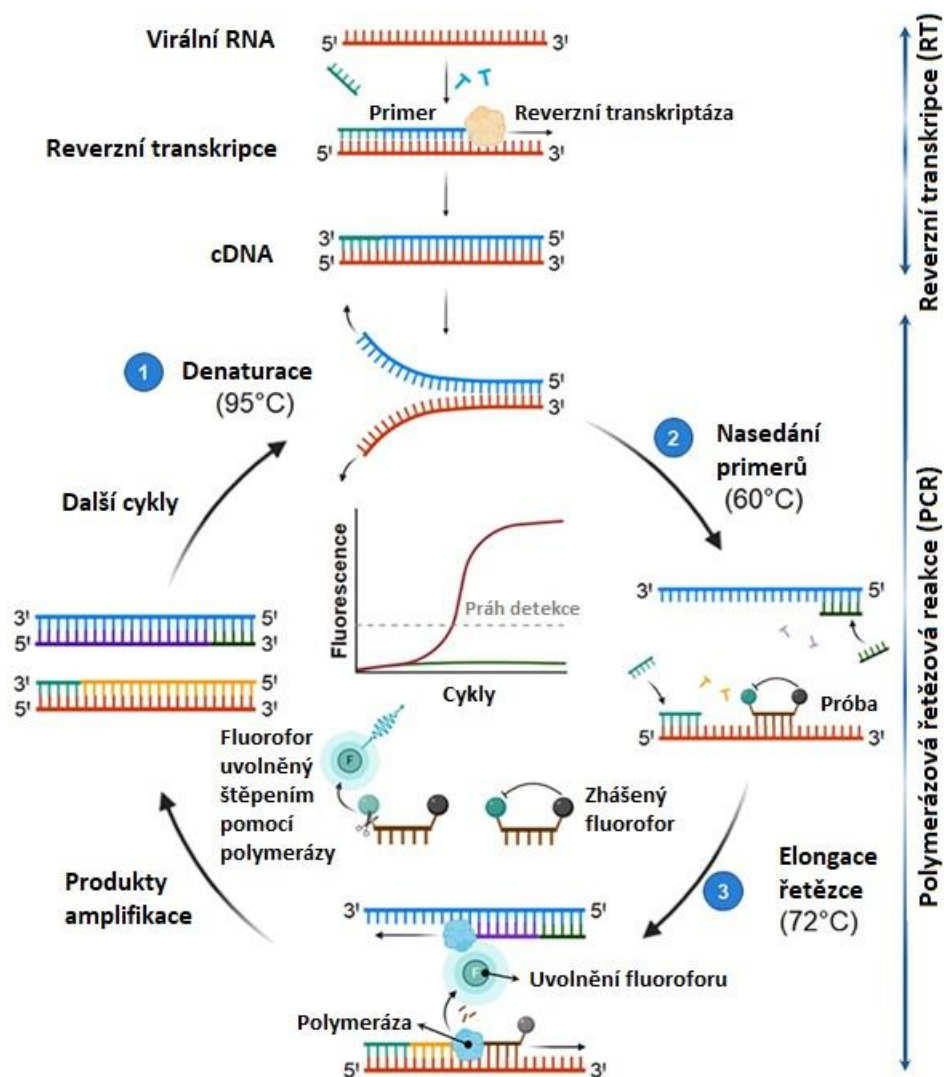 Virální RNA
5'
3'
Primer
Reverzní transkriptáza
Reverzní transkripce
5'
3'
Reverzní transkripce (RT)
cDNA
3'
5'
5'
3'
1
Denaturace
(95°C)
5'
3'
2
Nasedání
primerů
(60°C)
Další cykly
Fluorescence
Práh detekce
Cykly
3'
5'
3'
5'
5'
3'
3'
5'
5'
3'
Próba
5'
3'
Fluorofor
uvolněný
štěpením
pomocí
polymerázy
F
Zhášený
fluorofor
Polymerázová řetězová reakce (PCR)
Produkty
amplifikace
3
Elongace
řetězce
(72°C)
3'
5'
F
Uvolnění fluoroforu
Polymeráza
5'
3'